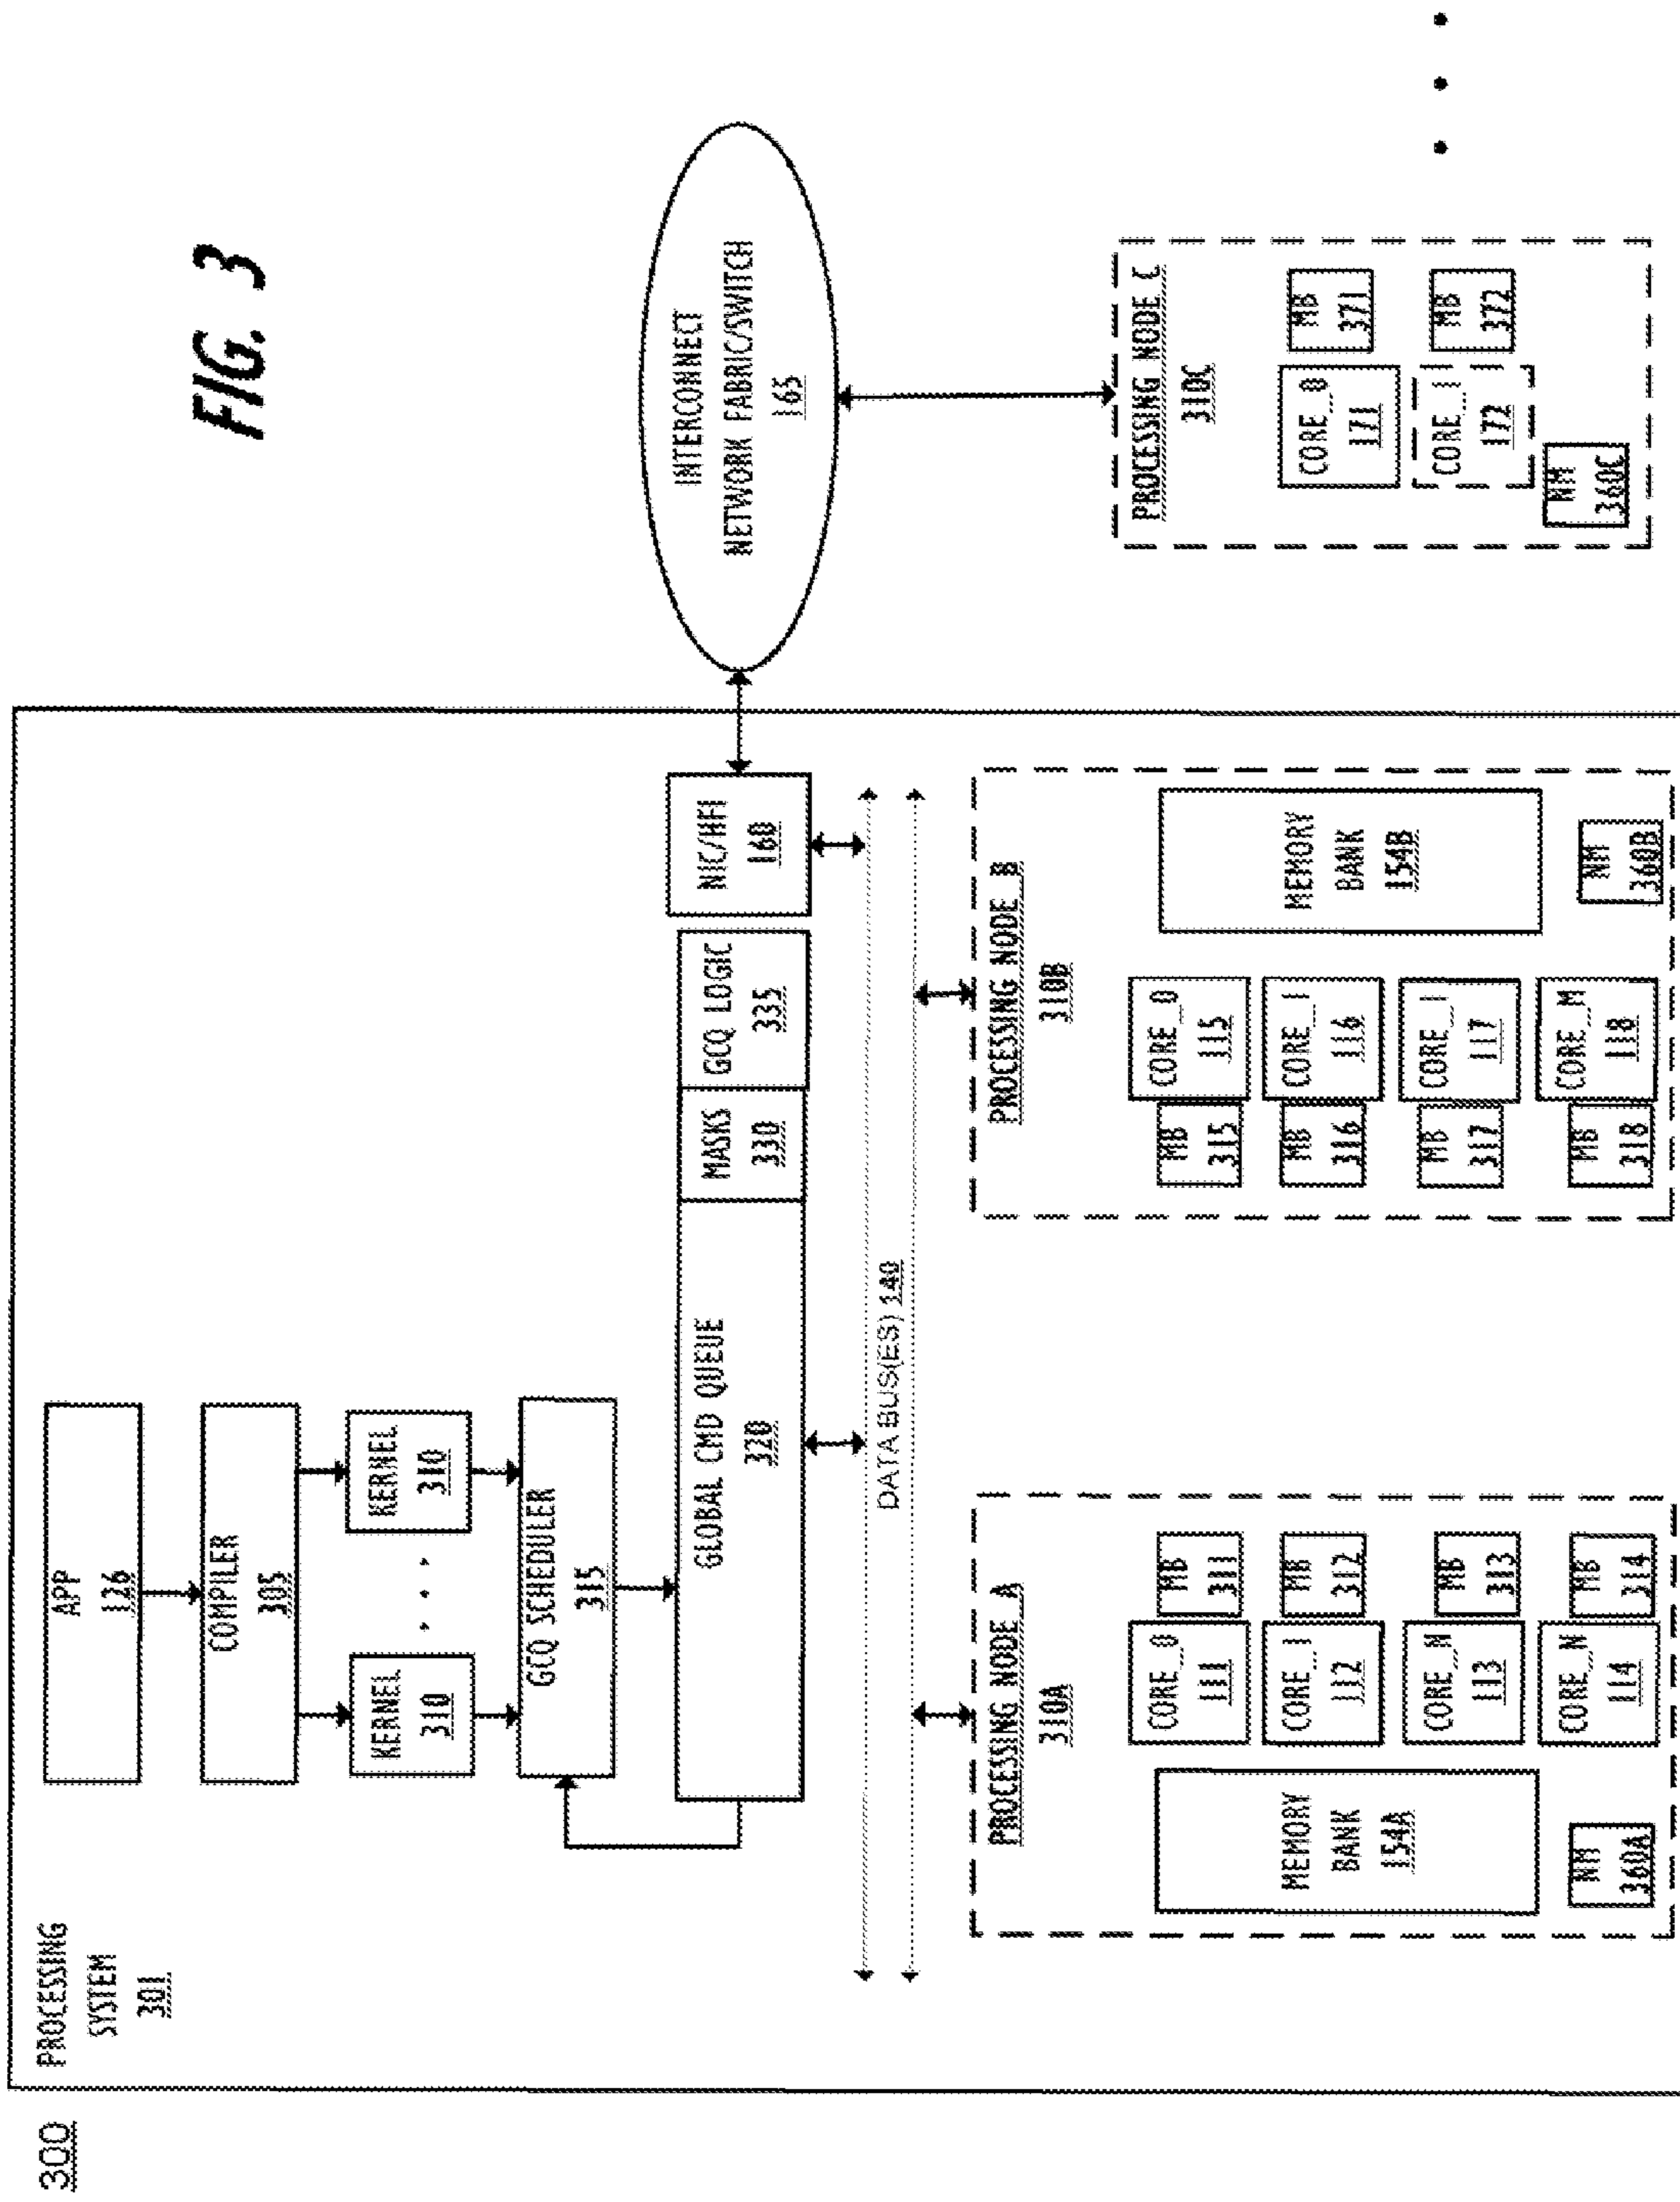 300
FIG. 3
PROCESSING
SYSTEM
301
APP
126
COMPILER
305
KERNEL
310
KERNEL
310
GCQ SCHEDULER
315
GLOBAL CMD QUEUE
320
MASKS
330
GCQ LOGIC
335
NIC/HFI
160
INTERCONNECT
NETWORK FABRIC/SWITCH
165
DATA BUS(ES) 140
PROCESSING NODE A
310A
MEMORY
BANK
154A
CORE_0
111
MB
311
CORE_1
112
MB
312
CORE_N
113
MB
313
CORE_N
114
MB
314
NM
360A
PROCESSING NODE B
310B
MB
315
CORE_0
115
MB
316
CORE_1
116
MB
317
CORE_1
117
MB
318
CORE_M
118
MEMORY
BANK
154B
NM
360B
PROCESSING NODE C
310C
CORE_0
171
MB
371
CORE_1
172
MB
372
NM
360C